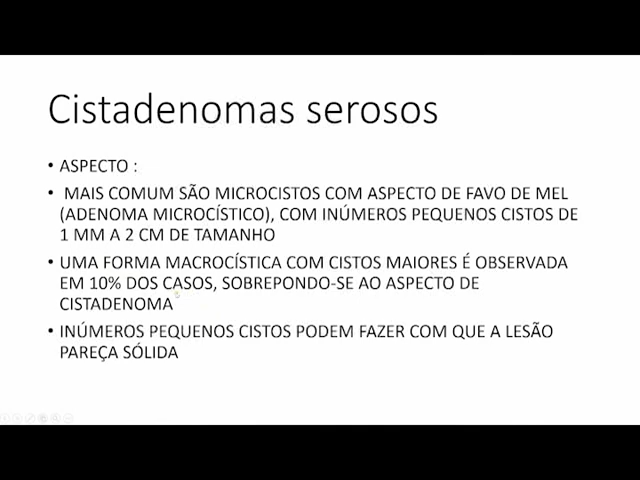 Cistadenomas serosos
• ASPECTO :
• MAIS COMUM SÃO MICROCISTOS COM ASPECTO DE FAVO DE MEL
(ADENOMA MICROCÍSTICO), COM INÚMEROS PEQUENOS CISTOS DE
1 MM A 2 CM DE TAMANHO
• UMA FORMA MACROCÍSTICA COM CISTOS MAIORES É OBSERVADA
EM 10% DOS CASOS, SOBREPONDO-SE AO ASPECTO DE
CISTADENOMA
• INÚMEROS PEQUENOS CISTOS PODEM FAZER COM QUE A LESÃO
PAREÇA SÓLIDA